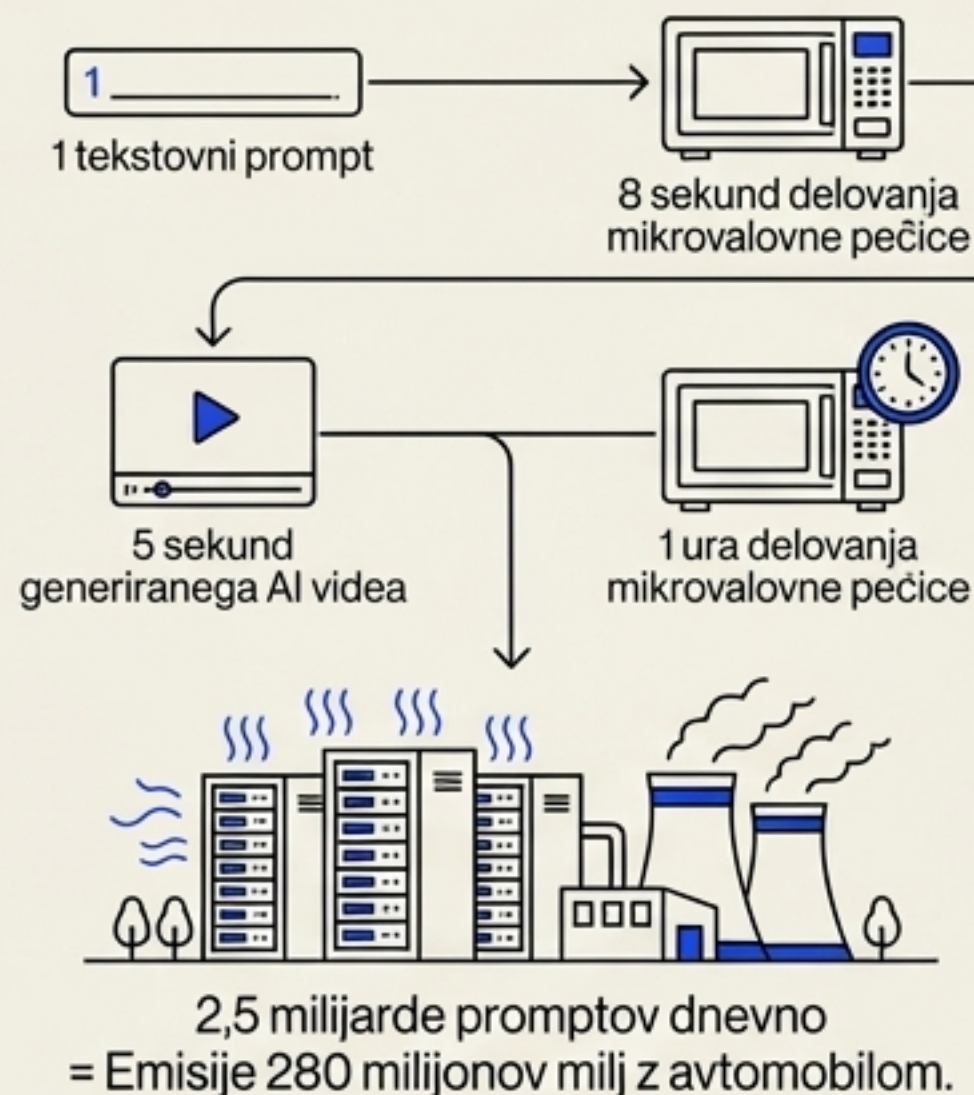 1
1 tekstovni prompt
8 sekund delovanja
mikrovalovne pečice
5 sekund
generiranega AI videa
1 ura delovanja
mikrovalovne pečice
2,5 milijarde promptov dnevno
= Emisije 280 milijonov milj z avtomobilom.